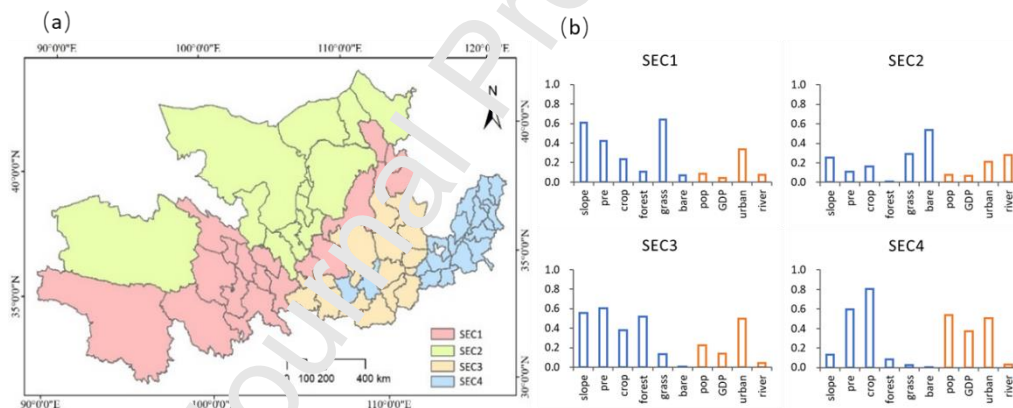 (a)
90°0'0"E 100°0'0"E 110°0'0"E 120°0'0"E
N
40°0'0"N
40°0'0"N
35°0'0"N
35°0'0"N
30°0'0"N
SEC1
SEC2
SEC3
SEC4
0 100 200 400 km
90°0'0"E 100°0'0"E 110°0'0"E
(b)
SEC1
1.0
0.8
0.6
0.4
0.2
0.0
slope pre crop forest grass bare pop GDP urban river
SEC2
1.0
0.8
0.6
0.4
0.2
0.0
slope pre crop forest grass bare pop GDP urban river
SEC3
1.0
0.8
0.6
0.4
0.2
0.0
slope pre crop forest grass bare pop GDP urban river
SEC4
1.0
0.8
0.6
0.4
0.2
0.0
slope pre crop forest grass bare pop GDP urban river
ournal Pr